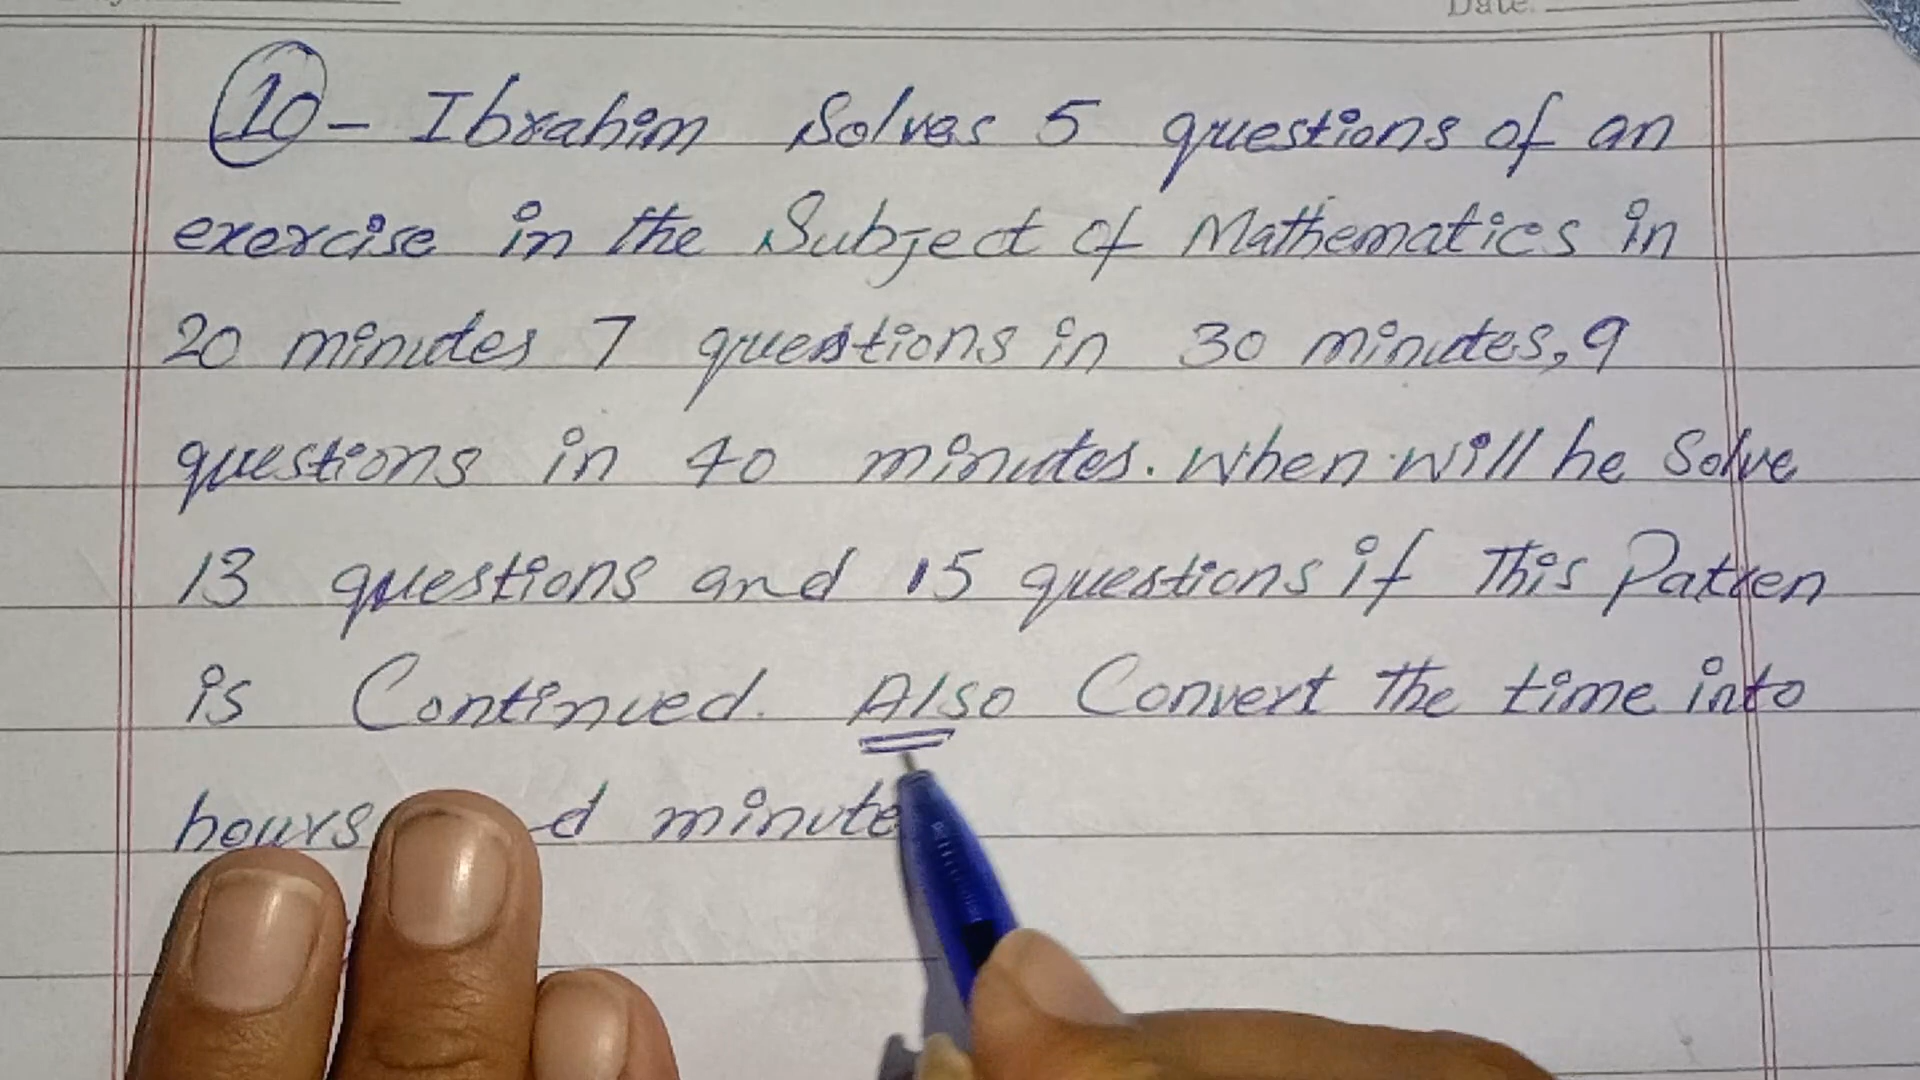 Date.
10 - Ibrahim Solves 5 questions of an
exercise in the Subject of Mathematics in
20 minutes 7 questions in 30 minutes, 9
questions in 40 minutes. when will he Solve
13 questions and 15 questions if This Patten
is Continued. Also Convert The time into
hours d minute